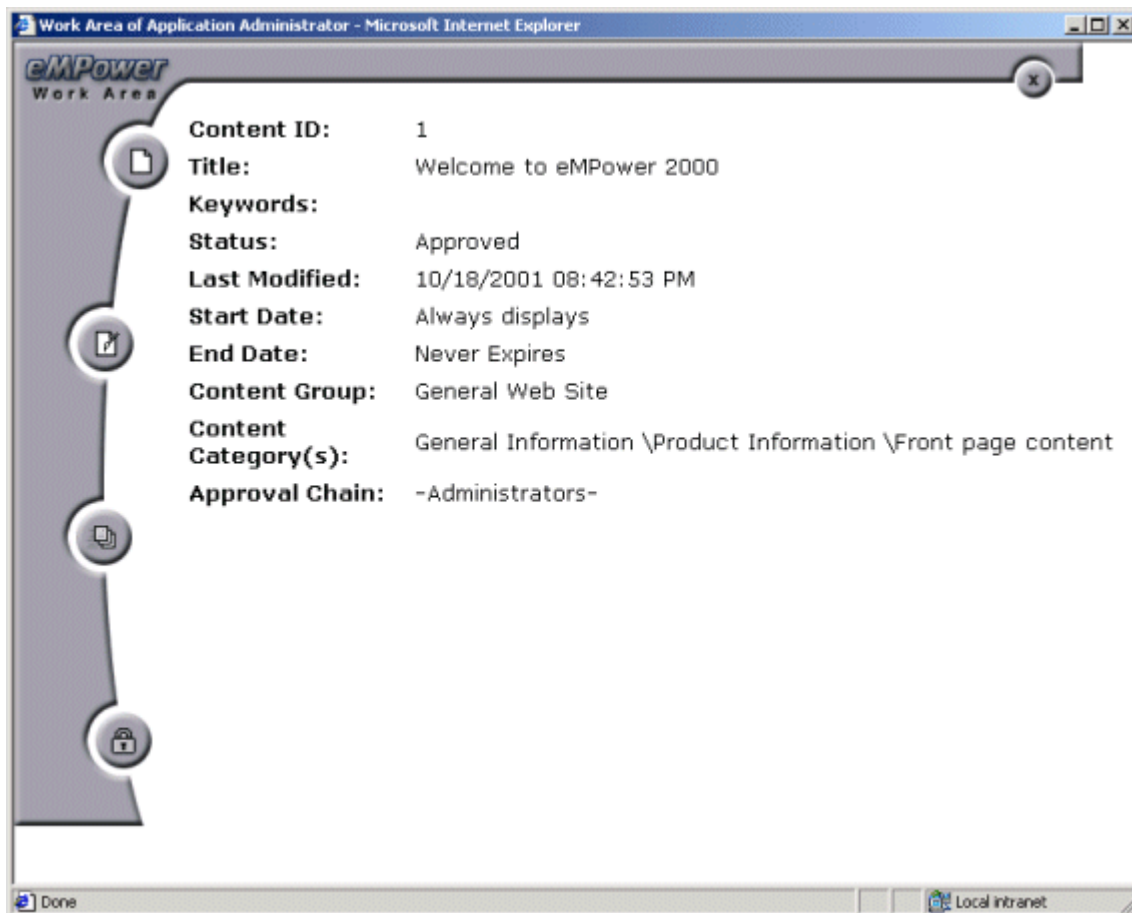 Work Area of Application Administrator - Microsoft Internet Explorer
eMPower
Work Area
x
Content ID: 1
Title: Welcome to eMPower 2000
Keywords:
Status: Approved
Last Modified: 10/18/2001 08:42:53 PM
Start Date: Always displays
End Date: Never Expires
Content Group: General Web Site
Content
Category(s): General Information \Product Information \Front page content
Approval Chain: -Administrators-
Done Local intranet